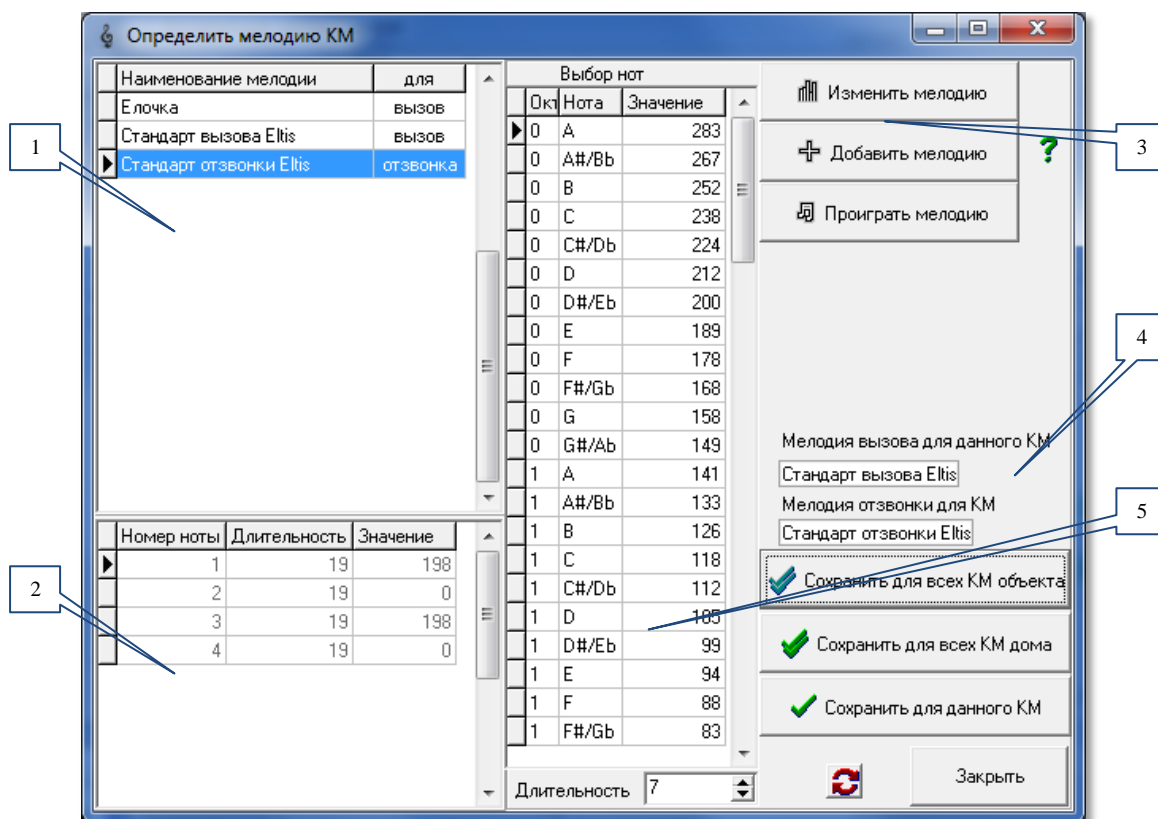 Определить мелодию КМ
Наименование мелодии для
Елочка вызов
Стандарт вызова Eltis вызов
Стандарт отзвонки Eltis отзвонка
Номер ноты Длительность Значение
1 19 198
2 19 0
3 19 198
4 19 0
Выбор нот
Окт Нота Значение
0 A 283
0 A#/Bb 267
0 B 252
0 C 238
0 C#/Db 224
0 D 212
0 D#/Eb 200
0 E 189
0 F 178
0 F#/Gb 168
0 G 158
0 G#/Ab 149
1 A 141
1 A#/Bb 133
1 B 126
1 C 118
1 C#/Db 112
1 D 105
1 D#/Eb 99
1 E 94
1 F 88
1 F#/Gb 83
Длительность 7
Изменить мелодию
Добавить мелодию
?
Проиграть мелодию
Мелодия вызова для данного КМ
Стандарт вызова Eltis
Мелодия отзвонки для КМ
Стандарт отзвонки Eltis
Сохранить для всех КМ объекта
Сохранить для всех КМ дома
Сохранить для данного КМ
Закрыть
1
2
3
4
5